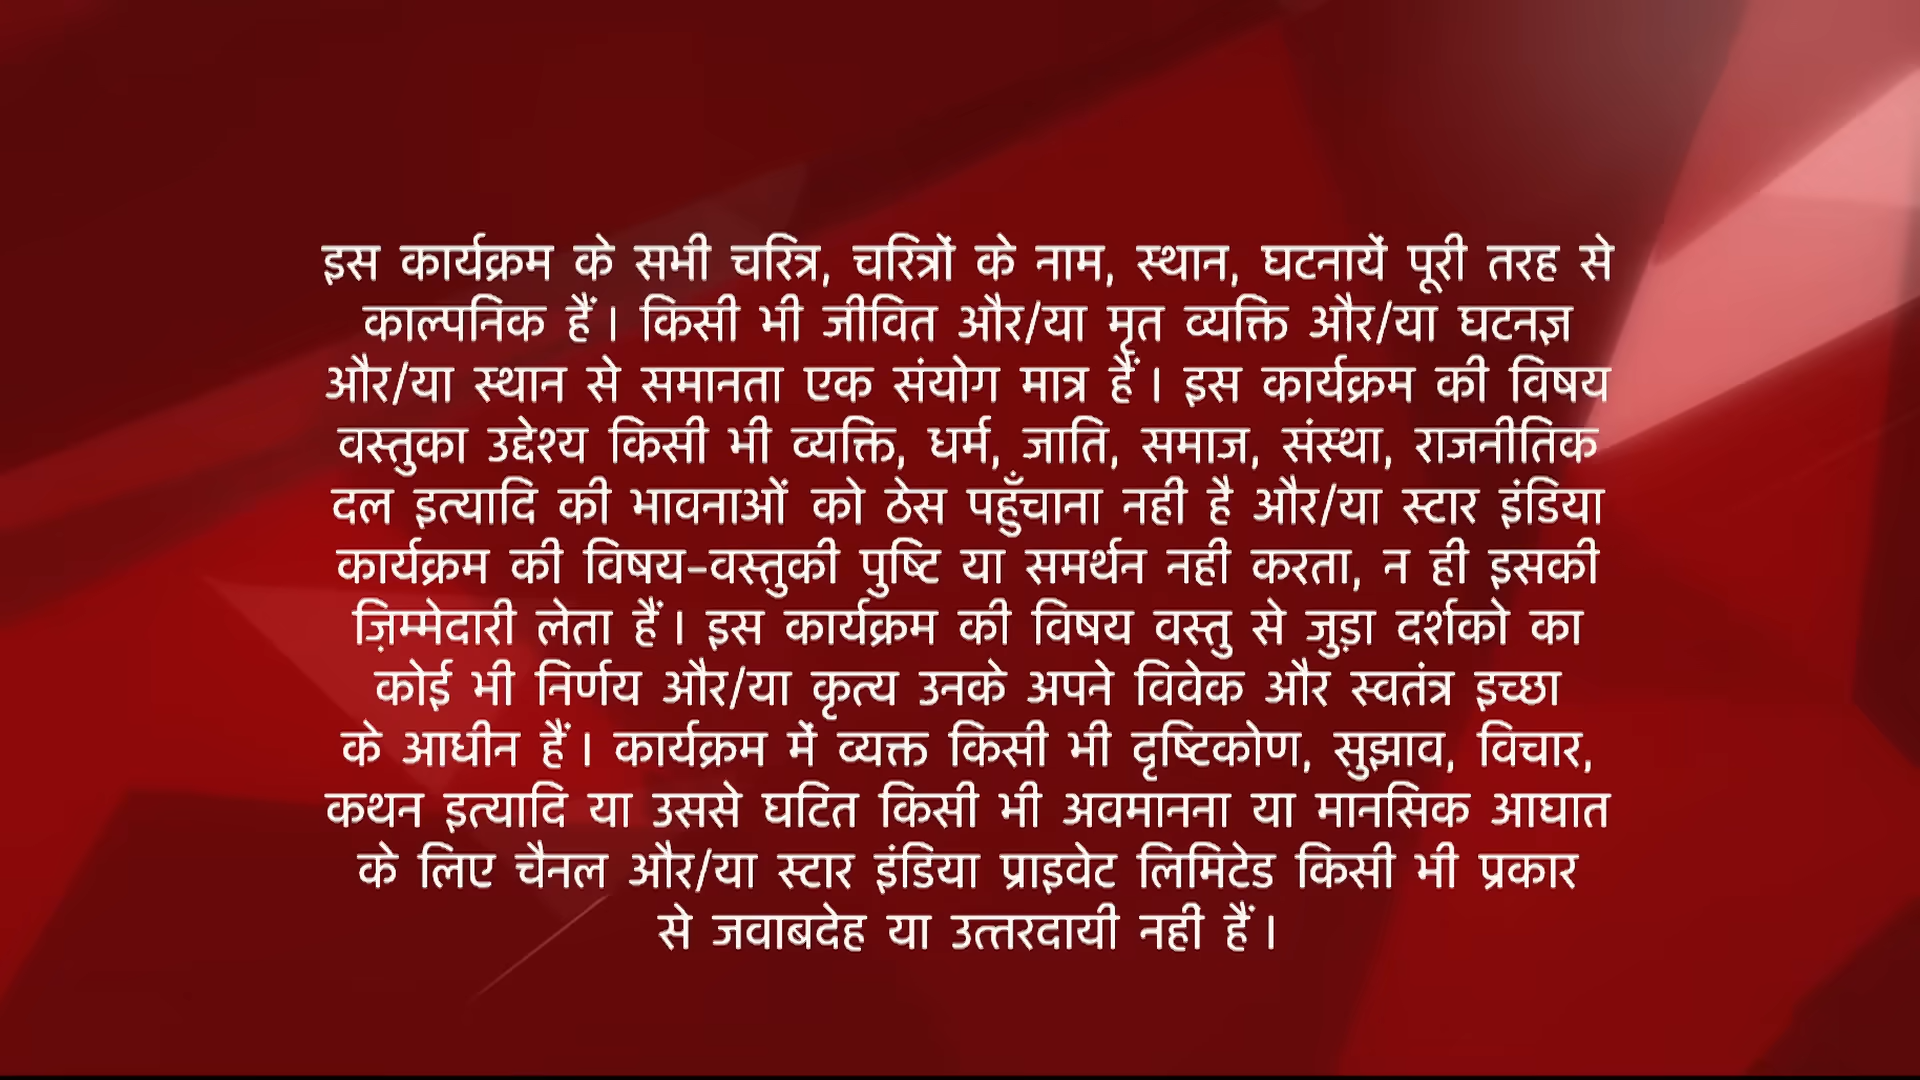 इस कार्यक्रम के सभी चरित्र, चरित्रों के नाम, स्थान, घटनायें पूरी तरह से
काल्पनिक हैं। किसी भी जीवित और/या मृत व्यक्ति और/या घटनज्ञ
और/या स्थान से समानता एक संयोग मात्र हैं। इस कार्यक्रम की विषय
वस्तुका उद्देश्य किसी भी व्यक्ति, धर्म, जाति, समाज, संस्था, राजनीतिक
दल इत्यादि की भावनाओं को ठेस पहुँचाना नही है और/या स्टार इंडिया
कार्यक्रम की विषय-वस्तुकी पुष्टि या समर्थन नही करता, न ही इसकी
ज़िम्मेदारी लेता हैं। इस कार्यक्रम की विषय वस्तु से जुड़ा दर्शको का
कोई भी निर्णय और/या कृत्य उनके अपने विवेक और स्वतंत्र इच्छा
के आधीन हैं। कार्यक्रम में व्यक्त किसी भी दृष्टिकोण, सुझाव, विचार,
कथन इत्यादि या उससे घटित किसी भी अवमानना या मानसिक आघात
के लिए चैनल और/या स्टार इंडिया प्राइवेट लिमिटेड किसी भी प्रकार
से जवाबदेह या उत्तरदायी नही हैं।